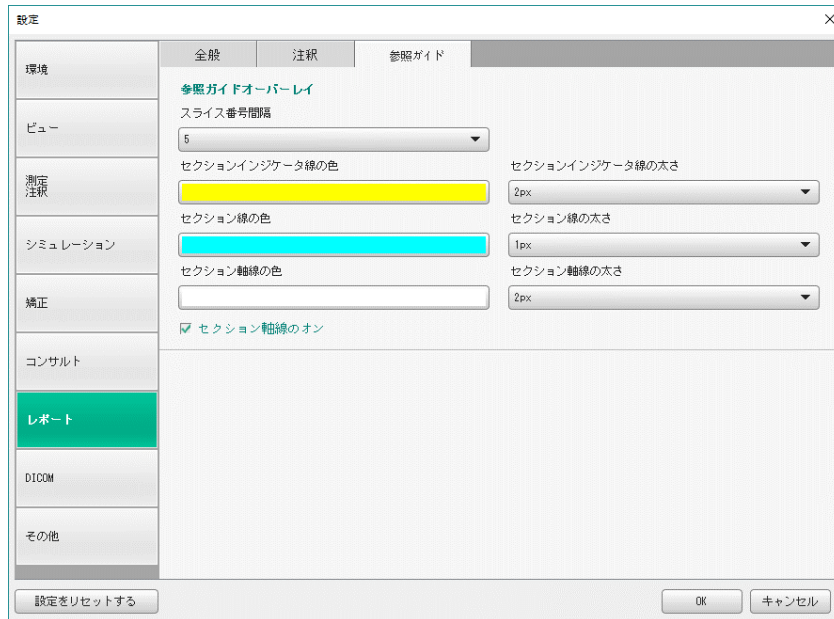 設定
環境
ビュー
測定
注釈
シミュレーション
矯正
コンサルト
レポート
DICOM
その他
全般
注釈
参照ガイド
参照ガイドオーバーレイ
スライス番号間隔
5
セクションインジケータ線の色
セクションインジケータ線の太さ
2px
セクション線の色
セクション線の太さ
1px
セクション軸線の色
セクション軸線の太さ
2px
セクション軸線のオン
設定をリセットする
OK
キャンセル